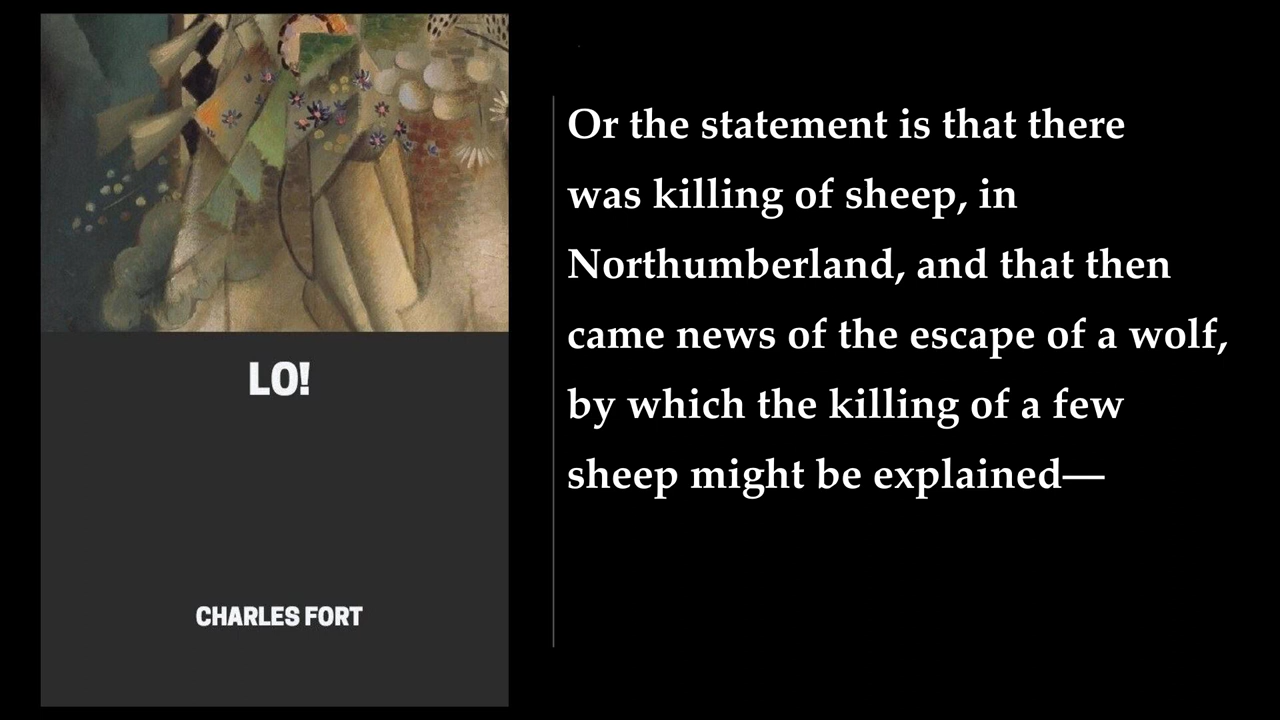 LO!
CHARLES FORT
Or the statement is that there
was killing of sheep, in
Northumberland, and that then
came news of the escape of a wolf,
by which the killing of a few
sheep might be explained—